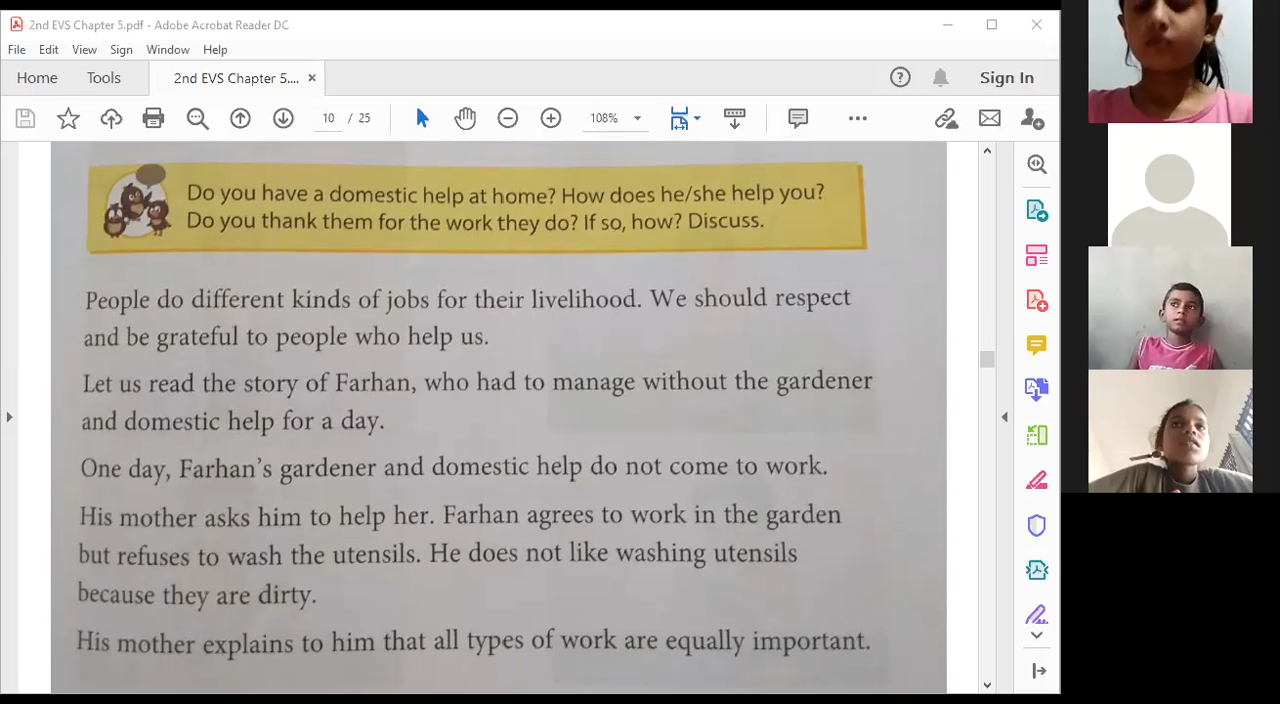 2nd EVS Chapter 5.pdf - Adobe Acrobat Reader DC
File Edit View Sign Window Help
Home Tools 2nd EVS Chapter 5.... × Sign In
10 / 25 108%
Do you have a domestic help at home? How does he/she help you?
Do you thank them for the work they do? If so, how? Discuss.
People do different kinds of jobs for their livelihood. We should respect
and be grateful to people who help us.
Let us read the story of Farhan, who had to manage without the gardener
and domestic help for a day.
One day, Farhan's gardener and domestic help do not come to work.
His mother asks him to help her. Farhan agrees to work in the garden
but refuses to wash the utensils. He does not like washing utensils
because they are dirty.
His mother explains to him that all types of work are equally important.